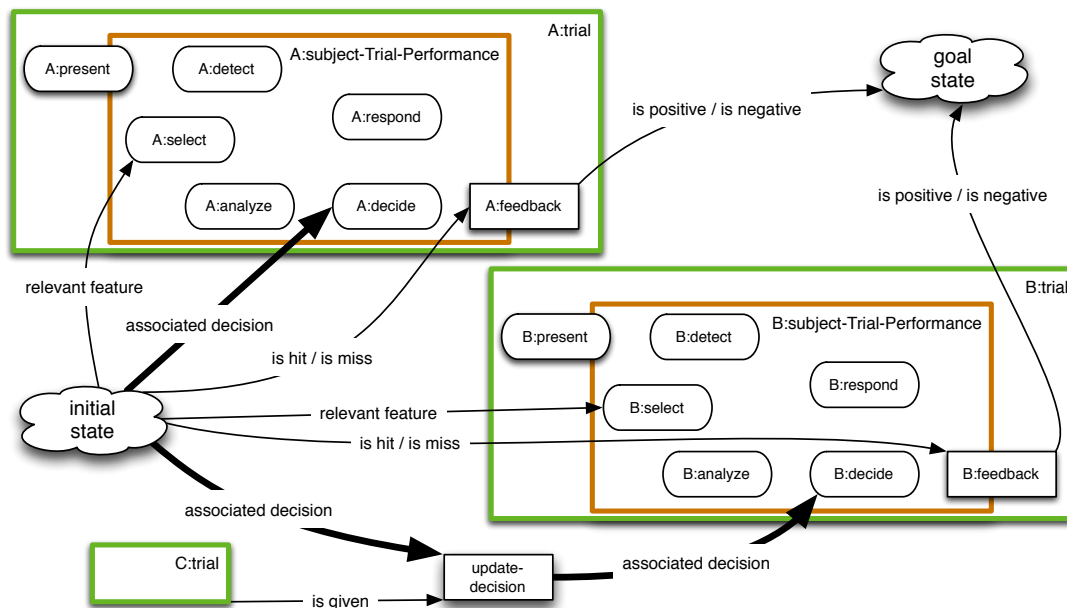 A:trial
A:subject-Trial-Performance
A:present
A:detect
A:respond
A:select
A:analyze
A:decide
A:feedback
goal
state
is positive / is negative
is positive / is negative
relevant feature
associated decision
is hit / is miss
initial
state
B:trial
B:subject-Trial-Performance
B:present
B:detect
B:respond
B:select
B:analyze
B:decide
B:feedback
relevant feature
is hit / is miss
associated decision
C:trial
is given
update-
decision
associated decision